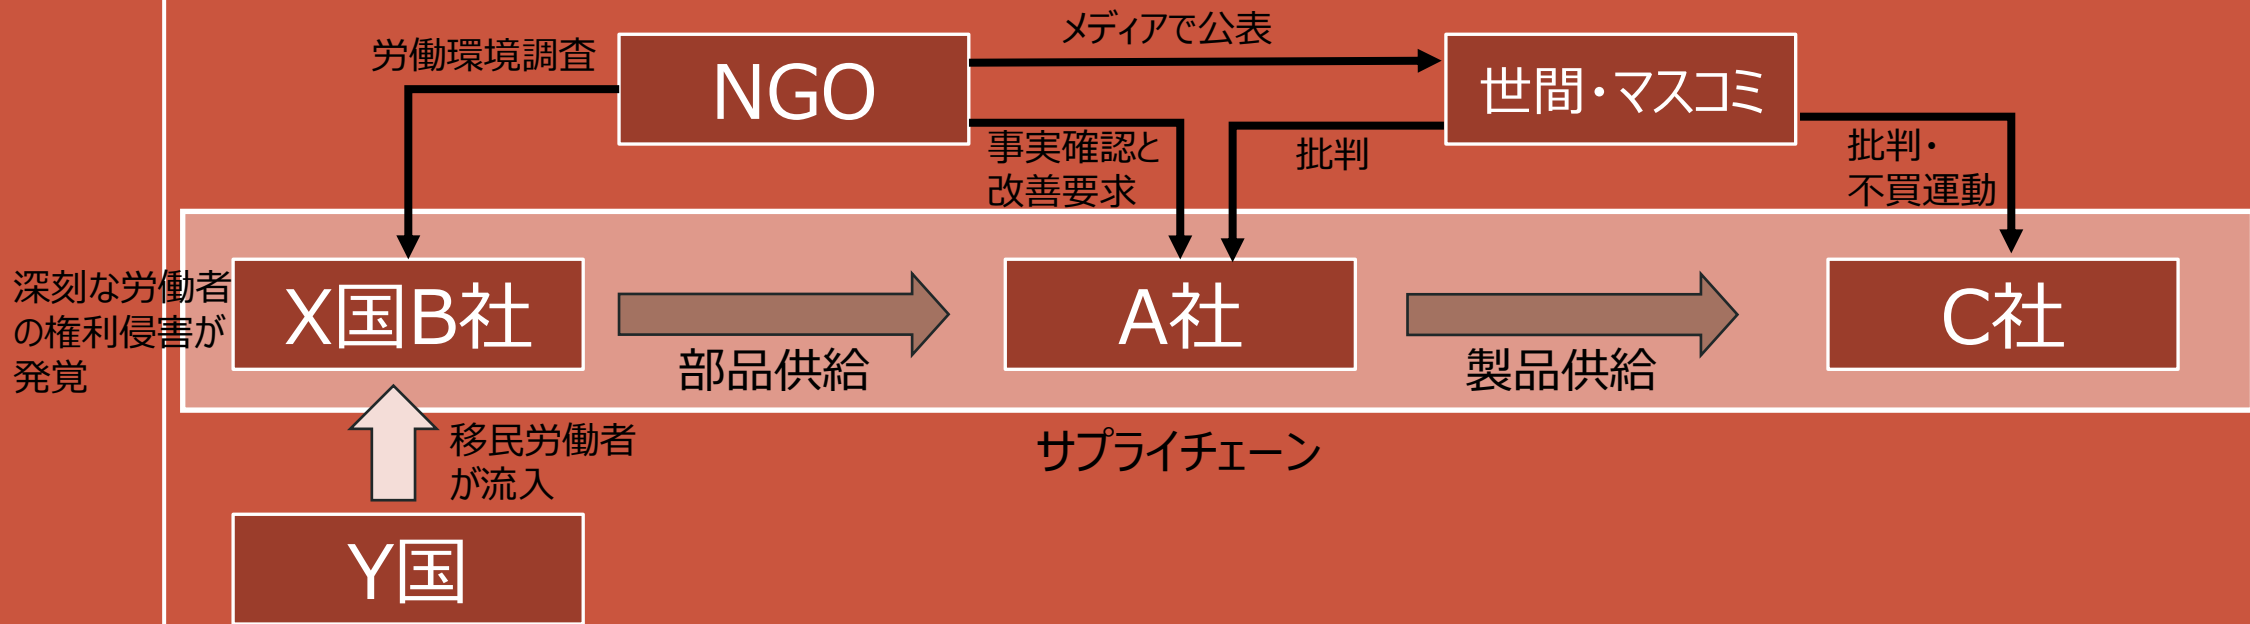 メディアで公表
労働環境調査
NGO
世間・マスコミ
事実確認と
改善要求
批判
批判・
不買運動
深刻な労働者
の権利侵害が
発覚
X国B社
部品供給
A社
製品供給
C社
移民労働者
が流入
サプライチェーン
Y国